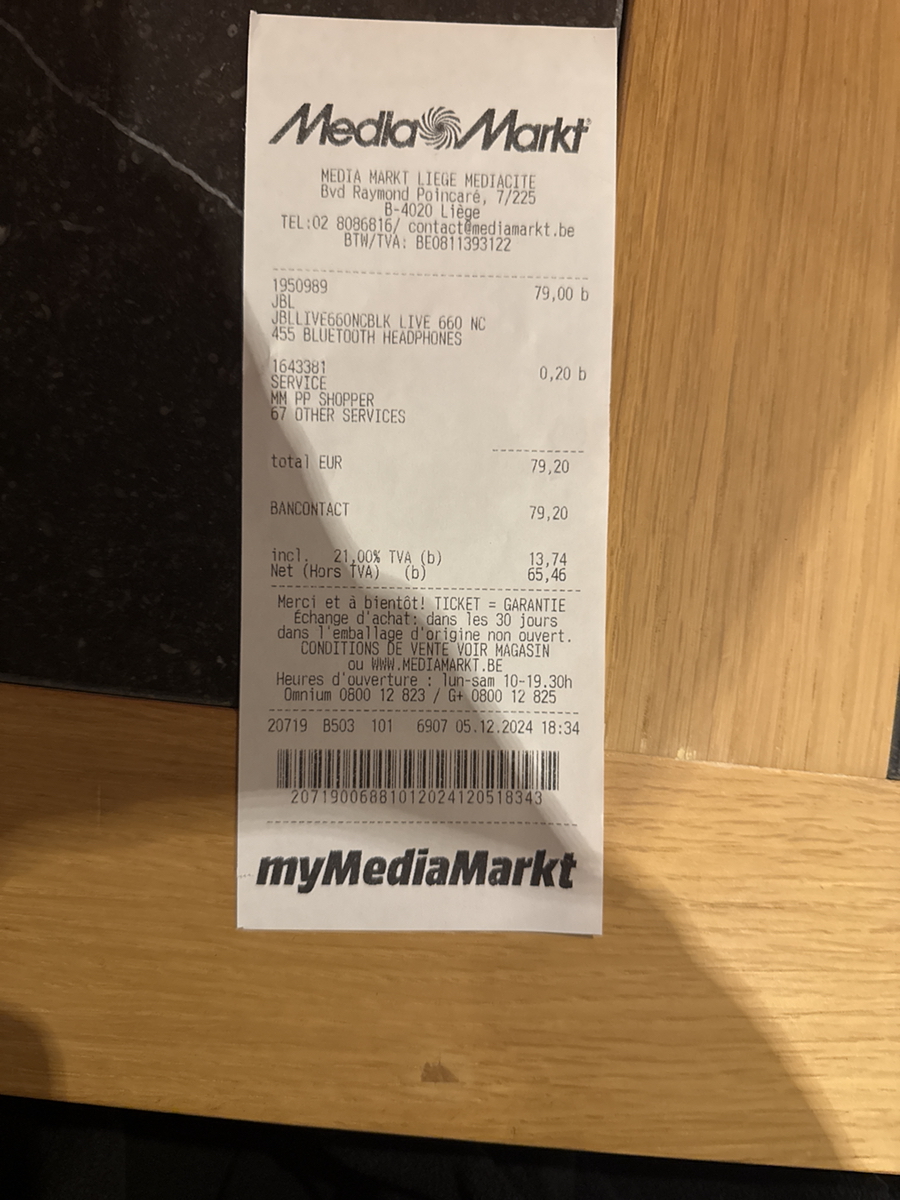 Media Markt
MEDIA MARKT LIEGE MEDIACITE
Bvd Raymond Poincaré, 7/225
B-4020 Liège
TEL:02 8086816/ contact@mediamarkt.be
BTW/TVA: BE0811393122
1950989 79,00 b
JBL
JBLLIVE660NCBLK LIVE 660 NC
455 BLUETOOTH HEADPHONES
1643381 0,20 b
SERVICE
MM PP SHOPPER
67 OTHER SERVICES
total EUR 79,20
BANCONTACT 79,20
incl. 21,00% TVA (b) 13,74
Net (Hors TVA) (b) 65,46
Merci et à bientôt! TICKET = GARANTIE
Échange d'achat: dans les 30 jours
dans l'emballage d'origine non ouvert.
CONDITIONS DE VENTE VOIR MAGASIN
ou WWW.MEDIAMARKT.BE
Heures d'ouverture : lun-sam 10-19.30h
Omnium 0800 12 823 / G+ 0800 12 825
20719 B503 101 6907 05.12.2024 18:34
2071900688101202412051834​3
myMediaMarkt